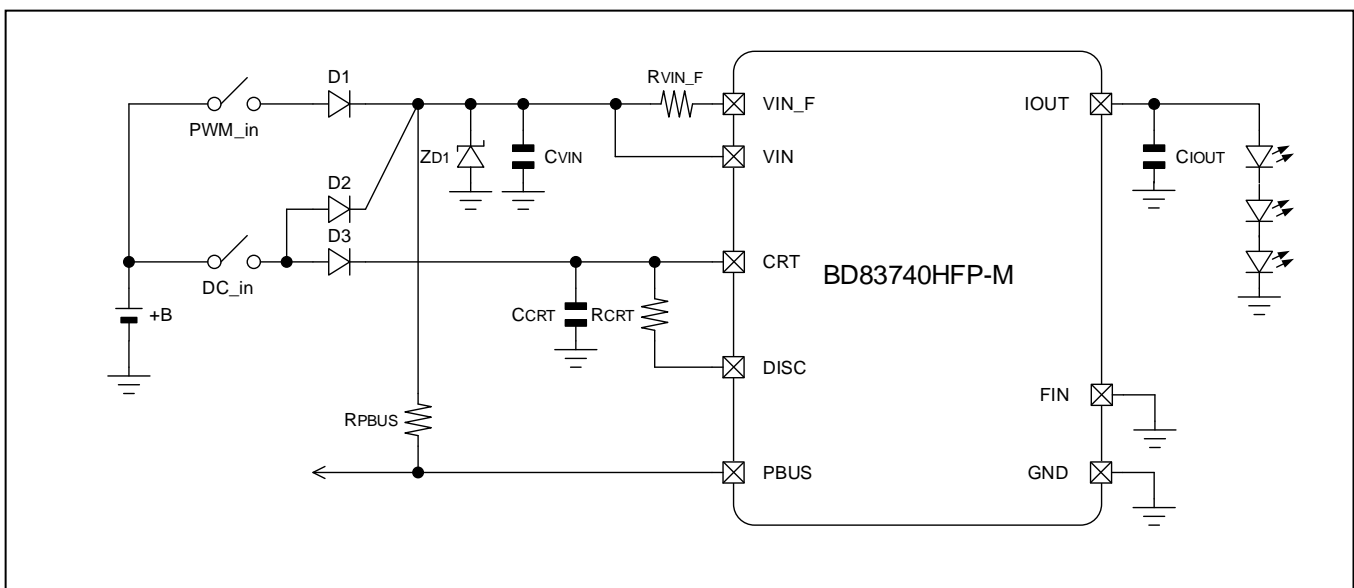 D1
RVIN_F
VIN_F
IOUT
PWM_in
ZD1
CVIN
VIN
CIOUT
D2
D3
CRT
BD83740HFP-M
DC_in
+B
CCRT
RCRT
DISC
FIN
RPBUS
PBUS
GND